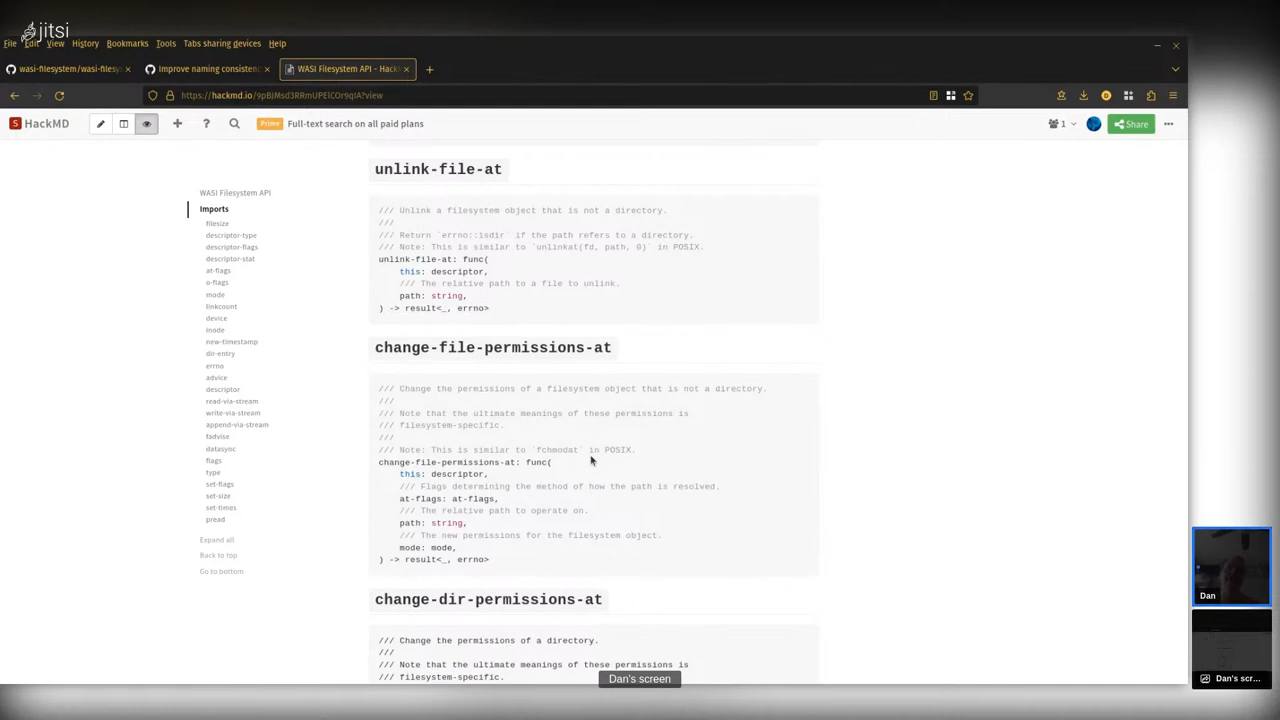 jitsi
File Edit View History Bookmarks Tools Tabs sharing devices Help
wasi-filesystem/wasi-filesy
Improve naming consistenc
WASI Filesystem API - Hack
https://hackmd.io/9pBJMsd3RRmUPElCOr9qIA?view
HackMD
Prime Full-text search on all paid plans
1
Share
WASI Filesystem API
Imports
filesize
descriptor-type
descriptor-flags
descriptor-stat
at-flags
o-flags
mode
linkcount
device
inode
new-timestamp
dir-entry
errno
advice
descriptor
read-via-stream
write-via-stream
append-via-stream
fadvise
datasync
flags
type
set-flags
set-size
set-times
pread
Expand all
Back to top
Go to bottom
unlink-file-at
/// Unlink a filesystem object that is not a directory.
///
/// Return `errno::isdir` if the path refers to a directory.
/// Note: This is similar to `unlinkat(fd, path, 0)` in POSIX.
unlink-file-at: func(
this: descriptor,
/// The relative path to a file to unlink.
path: string,
) -> result<_, errno>
change-file-permissions-at
/// Change the permissions of a filesystem object that is not a directory.
///
/// Note that the ultimate meanings of these permissions is
/// filesystem-specific.
///
/// Note: This is similar to `fchmodat` in POSIX.
change-file-permissions-at: func(
this: descriptor,
/// Flags determining the method of how the path is resolved.
at-flags: at-flags,
/// The relative path to operate on.
path: string,
/// The new permissions for the filesystem object.
mode: mode,
) -> result<_, errno>
change-dir-permissions-at
/// Change the permissions of a directory.
///
/// Note that the ultimate meanings of these permissions is
/// filesystem-specific.
Dan's screen
Dan
Dan's scr...